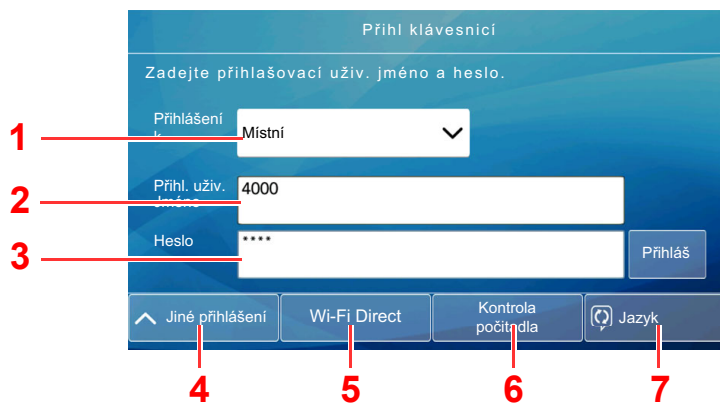 Přihl klávesnicí
Zadejte přihlašovací uživ. jméno a heslo.
Přihlášení
k
1
Místní
Přihl. uživ.
Jméno
2
4000
Heslo
3
****
Přihláš
Jiné přihlášení
Wi-Fi Direct
Kontrola
počitadla
Jazyk
4
5
6
7